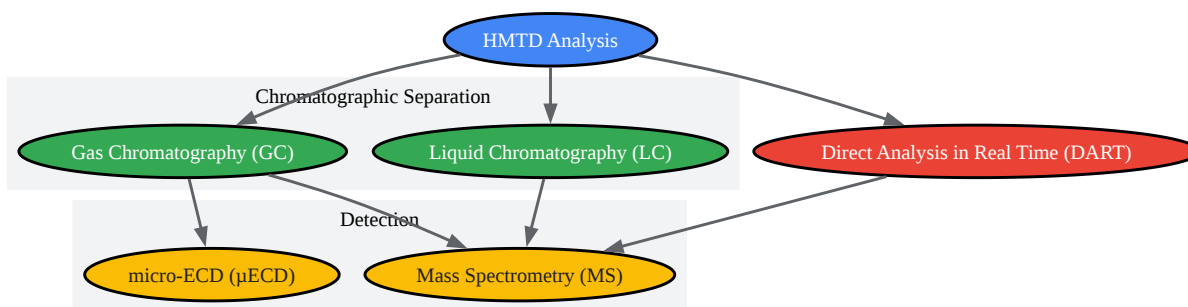 HMTD Analysis
Chromatographic Separation
Gas Chromatography (GC)
Liquid Chromatography (LC)
Direct Analysis in Real Time (DART)
Detection
micro-ECD (µECD)
Mass Spectrometry (MS)